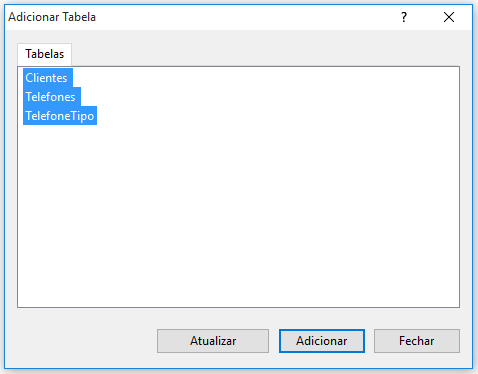 Adicionar Tabela
?
Tabelas
Clientes
Telefones
TelefoneTipo
Atualizar Adicionar Fechar